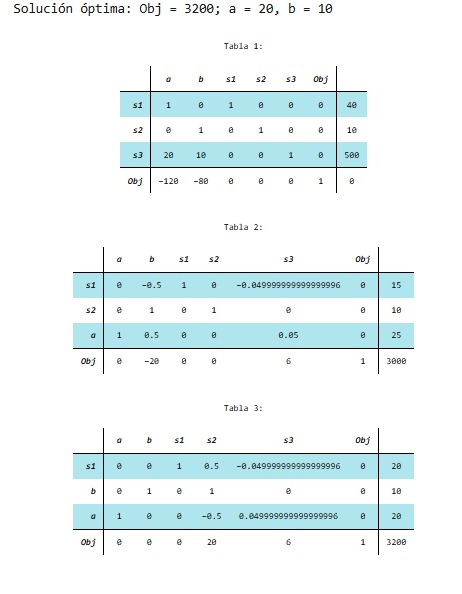 Solución óptima: Obj = 3200; a = 20, b = 10
Tabla 1:
a b s1 s2 s3 Obj
s1 1 0 1 0 0 0 40
s2 0 1 0 1 0 0 10
s3 20 10 0 0 1 0 500
Obj -120 -80 0 0 0 1 0
Tabla 2:
a b s1 s2 s3 Obj
s1 0 -0.5 1 0 -0.049999999999999996 0 15
s2 0 1 0 1 0 0 10
a 1 0.5 0 0 0.05 0 25
Obj 0 -20 0 0 6 1 3000
Tabla 3:
a b s1 s2 s3 Obj
s1 0 0 1 0.5 -0.049999999999999996 0 20
b 0 1 0 1 0 0 10
a 1 0 0 -0.5 0.049999999999999996 0 20
Obj 0 0 0 20 6 1 3200